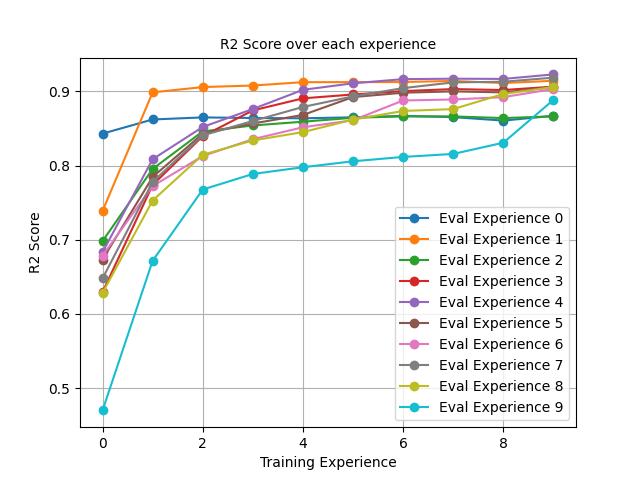 R2 Score over each experience
R2 Score
0.9
0.8
0.7
0.6
0.5
0 2 4 6 8
Training Experience
Eval Experience 0
Eval Experience 1
Eval Experience 2
Eval Experience 3
Eval Experience 4
Eval Experience 5
Eval Experience 6
Eval Experience 7
Eval Experience 8
Eval Experience 9